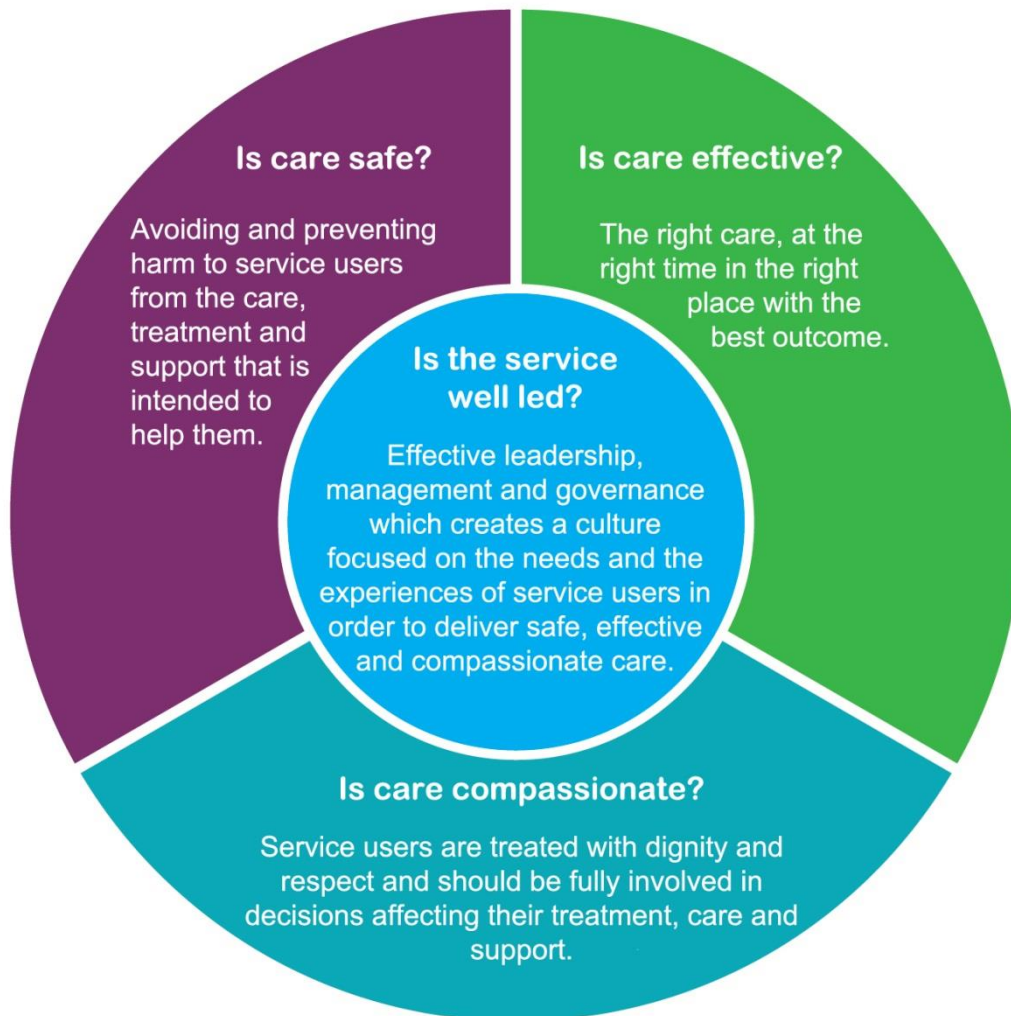 Is care safe?
Avoiding and preventing
harm to service users
from the care,
treatment and
support that is
intended to
help them.
Is care effective?
The right care, at the
right time in the right
place with the
best outcome.
Is the service
well led?
Effective leadership,
management and governance
which creates a culture
focused on the needs and the
experiences of service users in
order to deliver safe, effective
and compassionate care.
Is care compassionate?
Service users are treated with dignity and
respect and should be fully involved in
decisions affecting their treatment, care and
support.